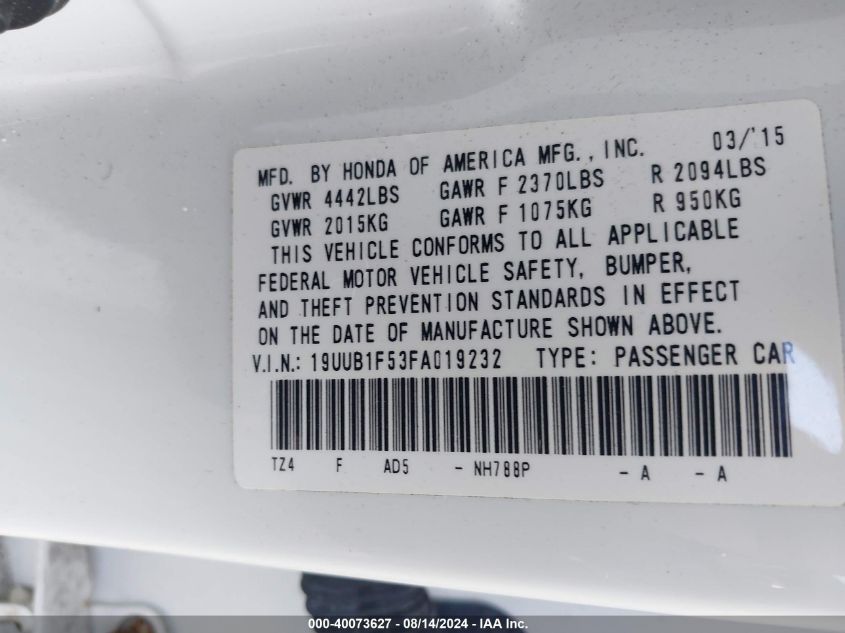 MFD. BY HONDA OF AMERICA MFG., INC. 03/'15
GVWR 4442LBS GAWR F 2370LBS R 2094LBS
GVWR 2015KG GAWR F 1075KG R 950KG
THIS VEHICLE CONFORMS TO ALL APPLICABLE
FEDERAL MOTOR VEHICLE SAFETY, BUMPER,
AND THEFT PREVENTION STANDARDS IN EFFECT
ON THE DATE OF MANUFACTURE SHOWN ABOVE.
V.I.N.: 19UUB1F53FA019232 TYPE: PASSENGER CAR
TZ4 F AD5 - NH788P - A - A
000-40073627 - 08/14/2024 - IAA Inc.